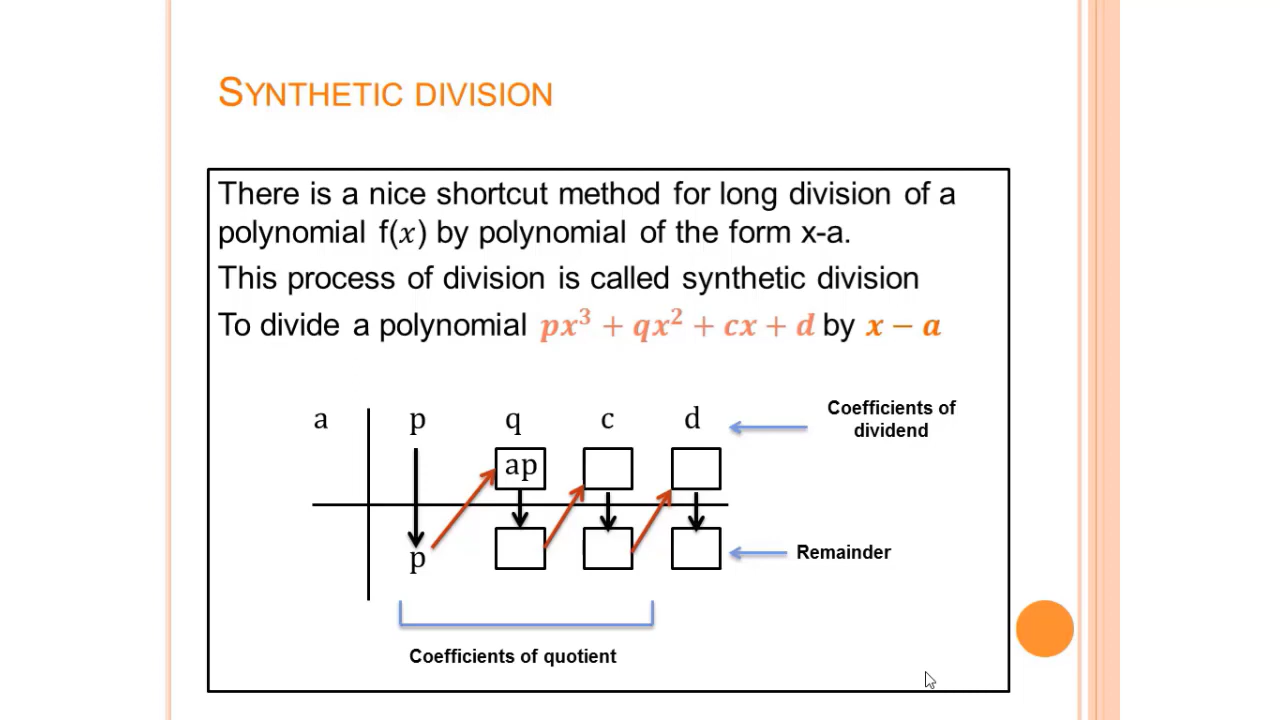 SYNTHETIC DIVISION
There is a nice shortcut method for long division of a
polynomial f(x) by polynomial of the form x-a.
This process of division is called synthetic division
To divide a polynomial px³ + qx² + cx + d by x − a
a p q c d
Coefficients of
dividend
ap
p
Remainder
Coefficients of quotient